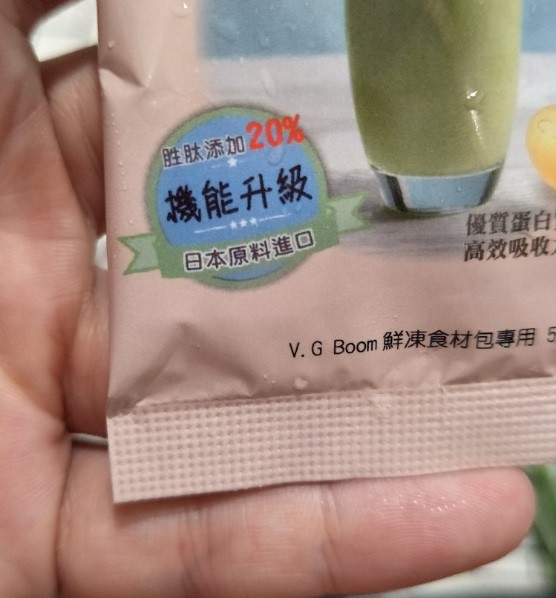 胜肽添加20%
機能升級
日本原料進口
優質蛋白
高效吸收
V.G Boom 鮮凍食材包專用 5